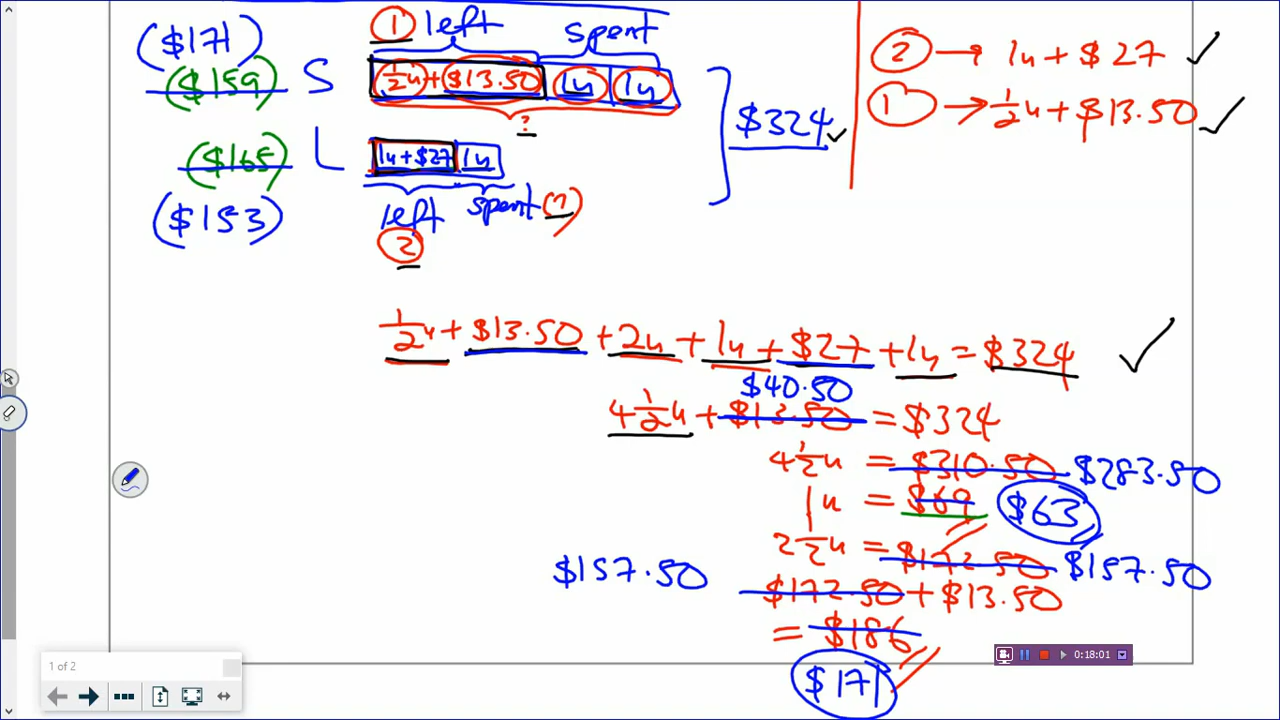 ① left spent
($171)
($159) S ½u+$13.50 1u 1u
?
$324 ✓
($165) L 1u+$27 1u
($153) left spent (?)
②
② → 1u + $27 ✓
① → ½u + $13.50 ✓
½u + $13.50 + 2u + 1u + $27 + 1u = $324 ✓
$40.50
4½u + $13.50 = $324
4½u = $310.50 $283.50
1u = $69 $63
2½u = $172.50 $157.50
$157.50 $172.50 + $13.50
= $186
$171
1 of 2
0:18:01